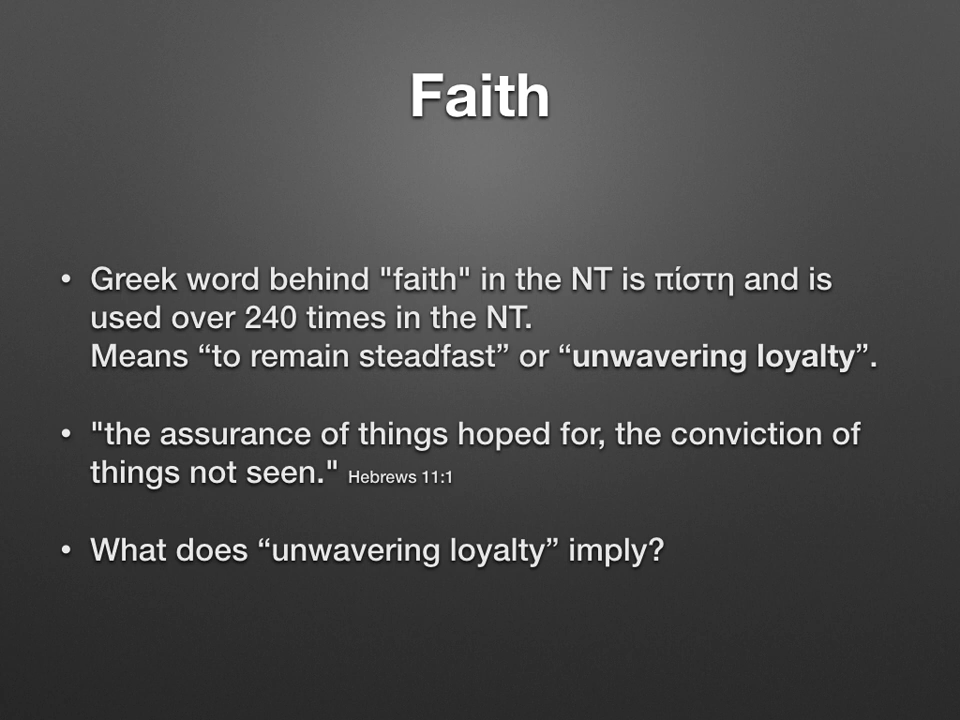 Faith
• Greek word behind "faith" in the NT is πίστη and is
used over 240 times in the NT.
Means “to remain steadfast” or “unwavering loyalty”.
• "the assurance of things hoped for, the conviction of
things not seen." Hebrews 11:1
• What does “unwavering loyalty” imply?